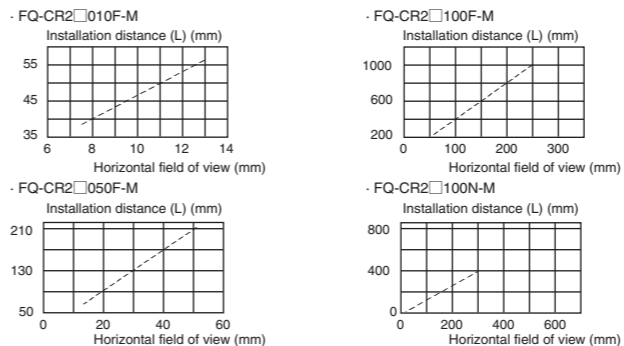 · FQ-CR2□010F-M
Installation distance (L) (mm)
55
45
35
6 8 10 12 14
Horizontal field of view (mm)
· FQ-CR2□100F-M
Installation distance (L) (mm)
1000
600
200
0 100 200 300
Horizontal field of view (mm)
· FQ-CR2□050F-M
Installation distance (L) (mm)
210
130
50
0 20 40 60
Horizontal field of view (mm)
· FQ-CR2□100N-M
Installation distance (L) (mm)
800
400
0
0 200 400 600
Horizontal field of view (mm)